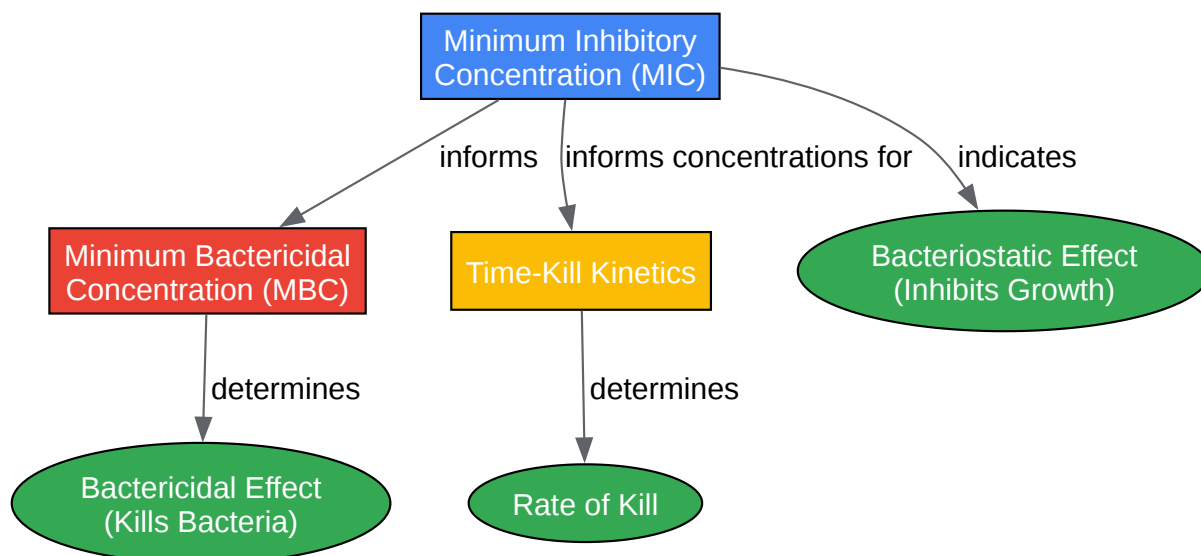 Minimum Inhibitory
Concentration (MIC)
informs
informs concentrations for
indicates
Minimum Bactericidal
Concentration (MBC)
Time-Kill Kinetics
Bacteriostatic Effect
(Inhibits Growth)
determines
determines
Bactericidal Effect
(Kills Bacteria)
Rate of Kill